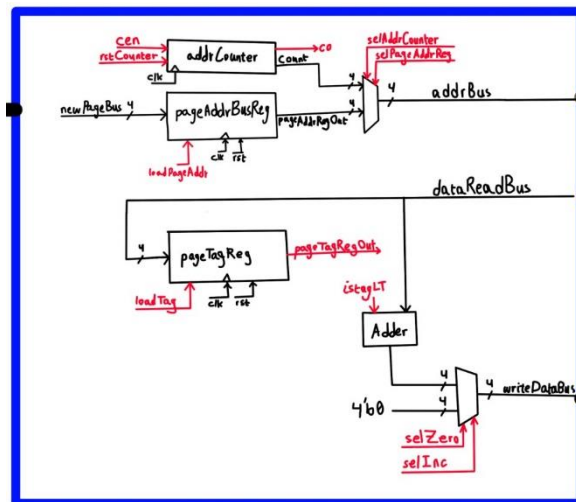 cen
rstCounter
addrCounter
co
count
clk
selAddrCounter
selPageAddrReg
4
4
4
addrBus
newPageBus
4
pageAddrBusReg
pageAddrRegOut
clk
rst
loadPageAddr
dataReadBus
4
pageTagReg
pageTagRegOut
loadTag
clk
rst
istagLT
Adder
4
4
4
writeDataBus
4'b0
selZero
selInc